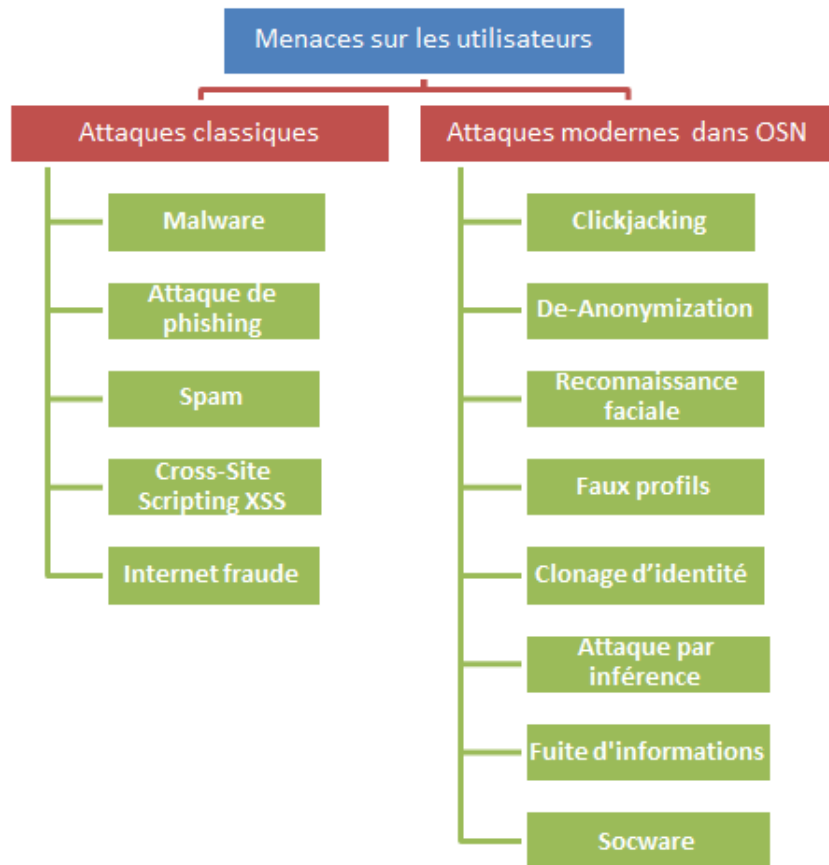 Menaces sur les utilisateurs
Attaques classiques
Malware
Attaque de
phishing
Spam
Cross-Site
Scripting XSS
Internet fraude
Attaques modernes dans OSN
Clickjacking
De-Anonymization
Reconnaissance
faciale
Faux profils
Clonage d’identité
Attaque par
inférence
Fuite d'informations
Socware